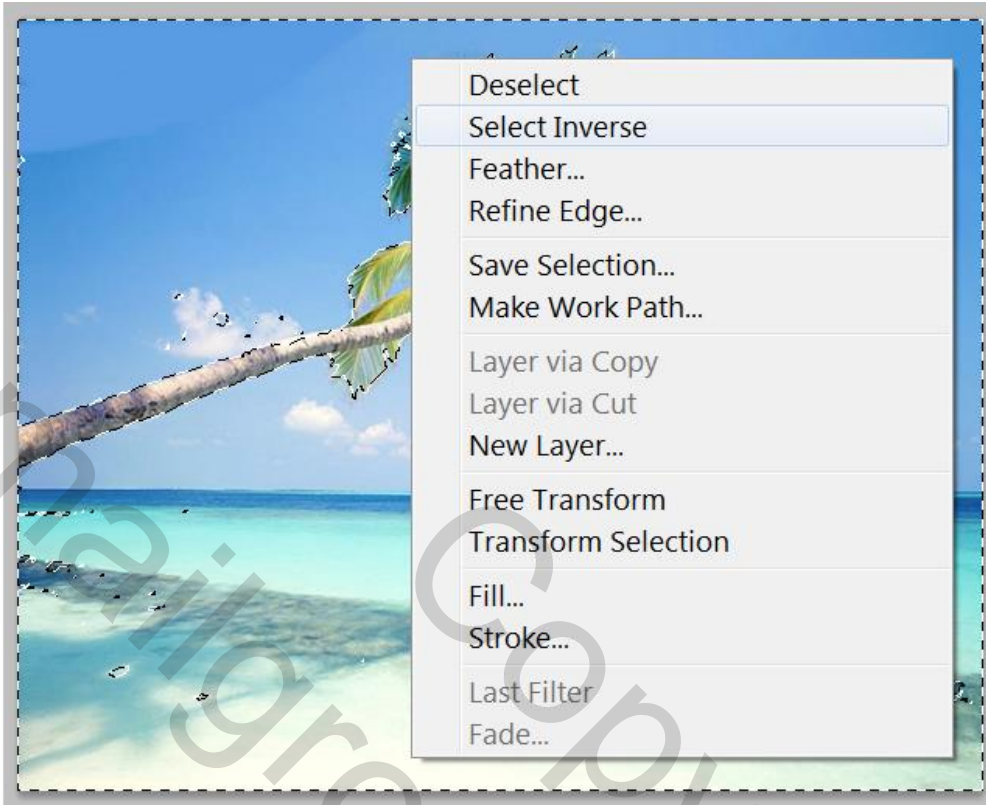 Deselect
Select Inverse
Feather...
Refine Edge...
Save Selection...
Make Work Path...
Layer via Copy
Layer via Cut
New Layer...
Free Transform
Transform Selection
Fill...
Stroke...
Last Filter
Fade...